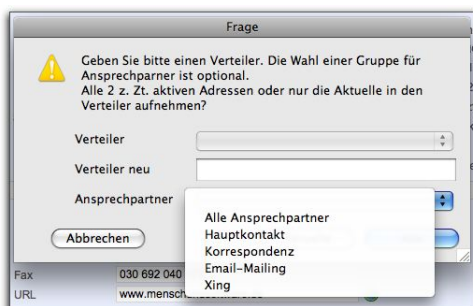 Frage
Geben Sie bitte einen Verteiler. Die Wahl einer Gruppe für
Ansprechparner ist optional.
Alle 2 z. Zt. aktiven Adressen oder nur die Aktuelle in den
Verteiler aufnehmen?
Verteiler
Verteiler neu
Ansprechpartner
Alle Ansprechpartner
Hauptkontakt
Korrespondenz
Email-Mailing
Xing
Abbrechen
Fax 030 692 040
URL